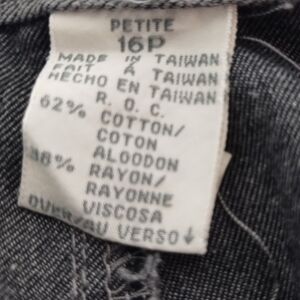 PETITE
16P
MADE IN TAIWAN
FAIT A TAIWAN
HECHO EN TAIWAN
R. O. C.
62% COTTON/
COTON
ALGODON
38% RAYON/
RAYONNE
VISCOSA
OVER/AU VERSO↓